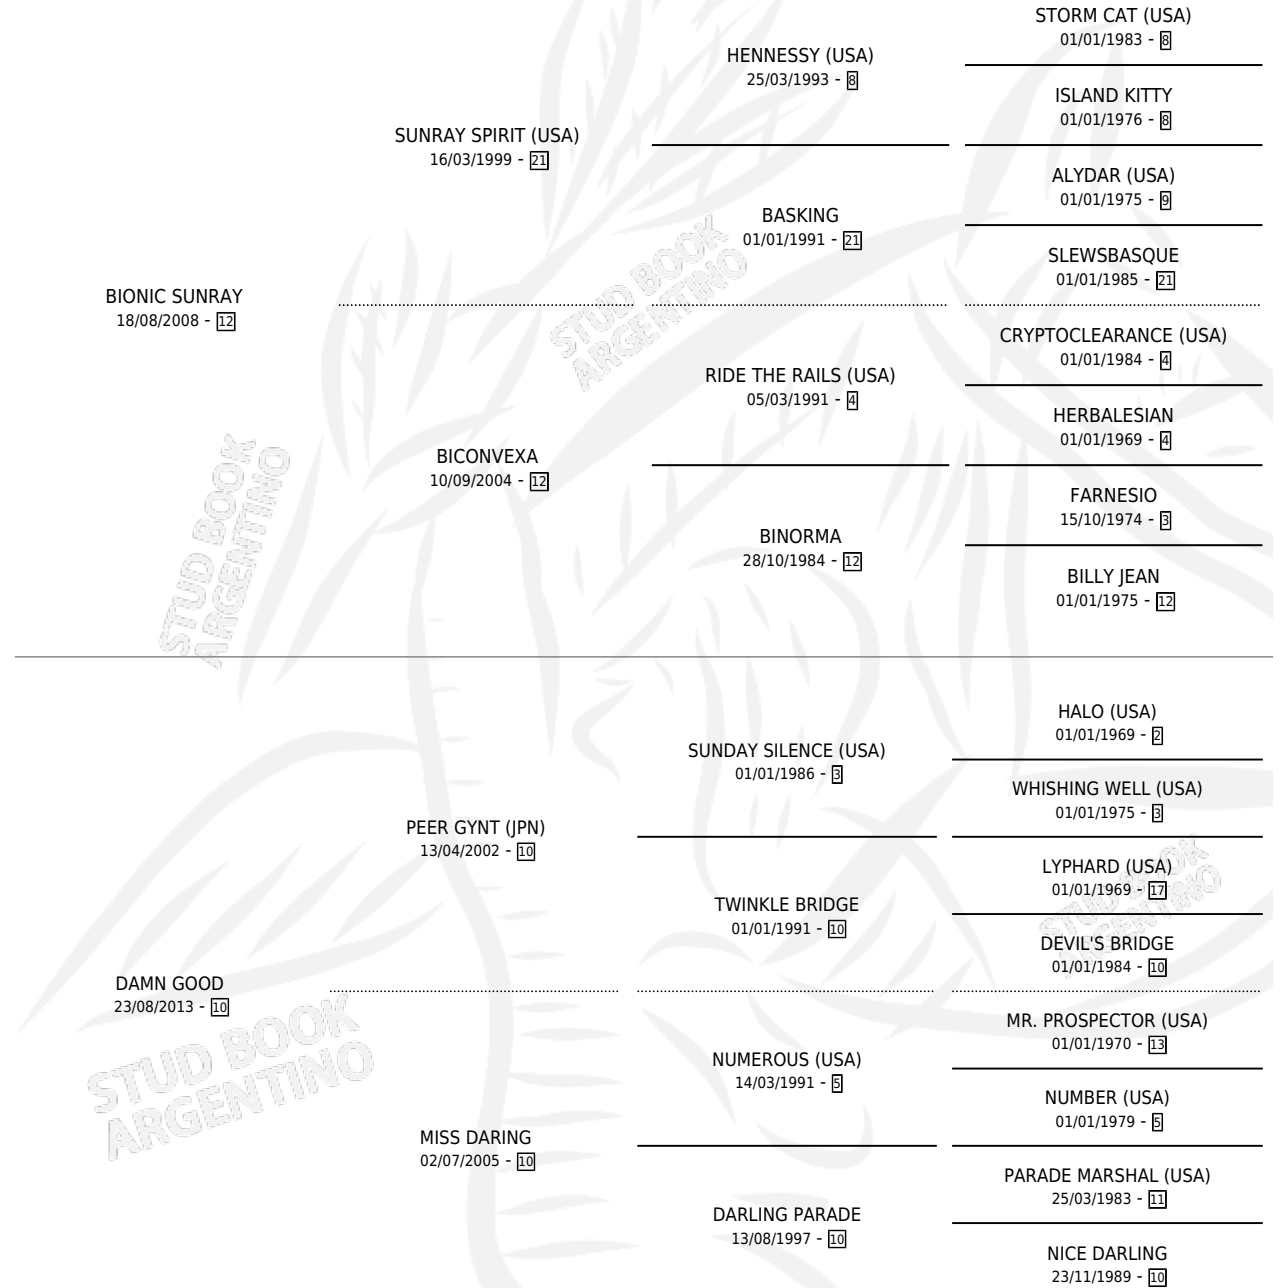 STORM CAT (USA)
01/01/1983 - 8
HENNESSY (USA)
25/03/1993 - 8
ISLAND KITTY
01/01/1976 - 8
SUNRAY SPIRIT (USA)
16/03/1999 - 21
ALYDAR (USA)
01/01/1975 - 9
BASKING
01/01/1991 - 21
SLEWSBASQUE
01/01/1985 - 21
BIONIC SUNRAY
18/08/2008 - 12
CRYPTOCLEARANCE (USA)
01/01/1984 - 4
RIDE THE RAILS (USA)
05/03/1991 - 4
HERBALESIAN
01/01/1969 - 4
BICONVEXA
10/09/2004 - 12
FARNESIO
15/10/1974 - 3
BINORMA
28/10/1984 - 12
BILLY JEAN
01/01/1975 - 12
STUD BOOK
ARGENTINO
STUD BOOK
ARGENTINO
HALO (USA)
01/01/1969 - 2
SUNDAY SILENCE (USA)
01/01/1986 - 3
WHISHING WELL (USA)
01/01/1975 - 3
PEER GYNT (JPN)
13/04/2002 - 10
LYPHARD (USA)
01/01/1969 - 17
TWINKLE BRIDGE
01/01/1991 - 10
DEVIL'S BRIDGE
01/01/1984 - 10
STUD BOOK
ARGENTINO
DAMN GOOD
23/08/2013 - 10
MR. PROSPECTOR (USA)
01/01/1970 - 13
NUMEROUS (USA)
14/03/1991 - 5
NUMBER (USA)
01/01/1979 - 5
STUD BOOK
ARGENTINO
MISS DARING
02/07/2005 - 10
PARADE MARSHAL (USA)
25/03/1983 - 11
DARLING PARADE
13/08/1997 - 10
NICE DARLING
23/11/1989 - 10